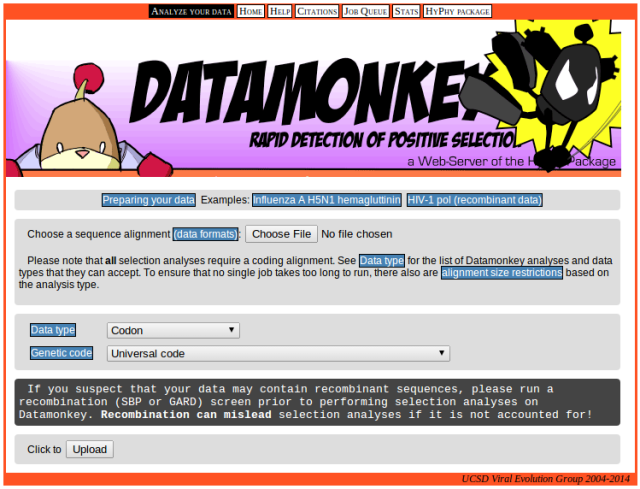 Analyze your data Home Help Citations Job Queue Stats HyPhy package
DATAMONKEY
RAPID DETECTION OF POSITIVE SELECTION
a Web-Server of the Package
Preparing your data Examples: Influenza A H5N1 hemagluttinin HIV-1 pol (recombinant data)
Choose a sequence alignment (data formats): Choose File No file chosen
Please note that all selection analyses require a coding alignment. See Data type for the list of Datamonkey analyses and data
types that they can accept. To ensure that no single job takes too long to run, there also are alignment size restrictions based on
the analysis type.
Data type Codon
Genetic code Universal code
If you suspect that your data may contain recombinant sequences, please run a
recombination (SBP or GARD) screen prior to performing selection analyses on
Datamonkey. Recombination can mislead selection analyses if it is not accounted for!
Click to Upload
UCSD Viral Evolution Group 2004-2014